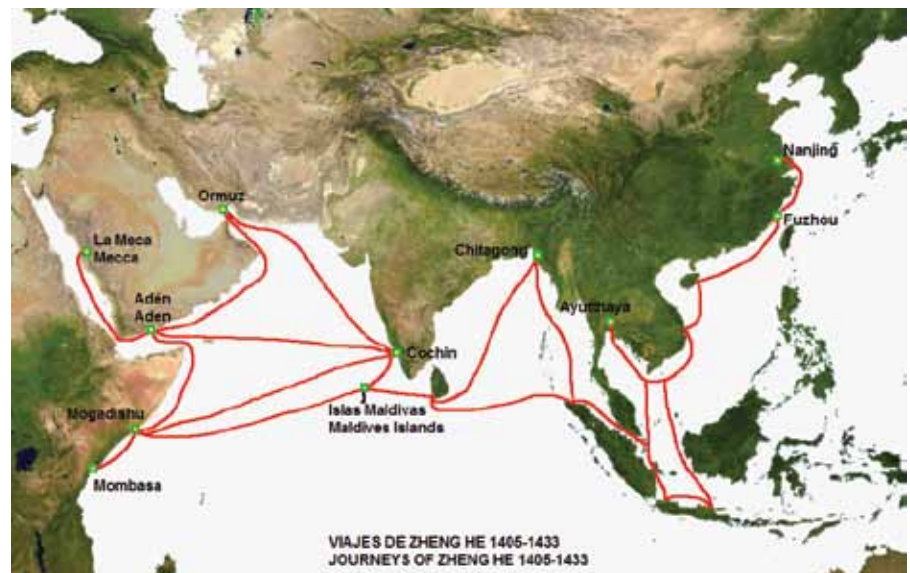 Nanjing
Fuzhou
Ormuz
Chitagong
La Meca
Mecca
Adén
Aden
Ayutthaya
Cochin
Islas Maldivas
Maldives Islands
Mogadishu
Mombasa
VIAJES DE ZHENG HE 1405-1433
JOURNEYS OF ZHENG HE 1405-1433